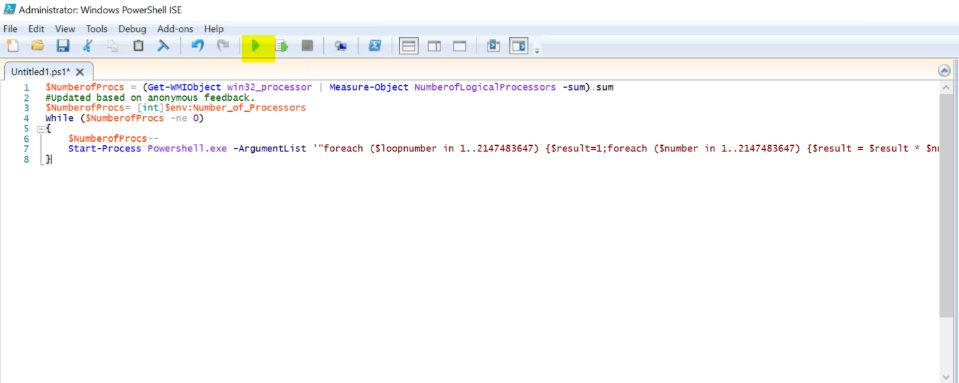 Administrator: Windows PowerShell ISE
File Edit View Tools Debug Add-ons Help
Untitled1.ps1* X
1 $NumberofProcs = (Get-WMIObject win32_processor | Measure-Object NumberofLogicalProcessors -sum).sum
2 #Updated based on anonymous feedback.
3 $NumberofProcs= [int]$env:Number_of_Processors
4 While ($NumberofProcs -ne 0)
5 {
6 $NumberofProcs--
7 Start-Process Powershell.exe -ArgumentList '"foreach ($loopnumber in 1..2147483647) {$result=1;foreach ($number in 1..2147483647) {$result = $result * $nu
8 }